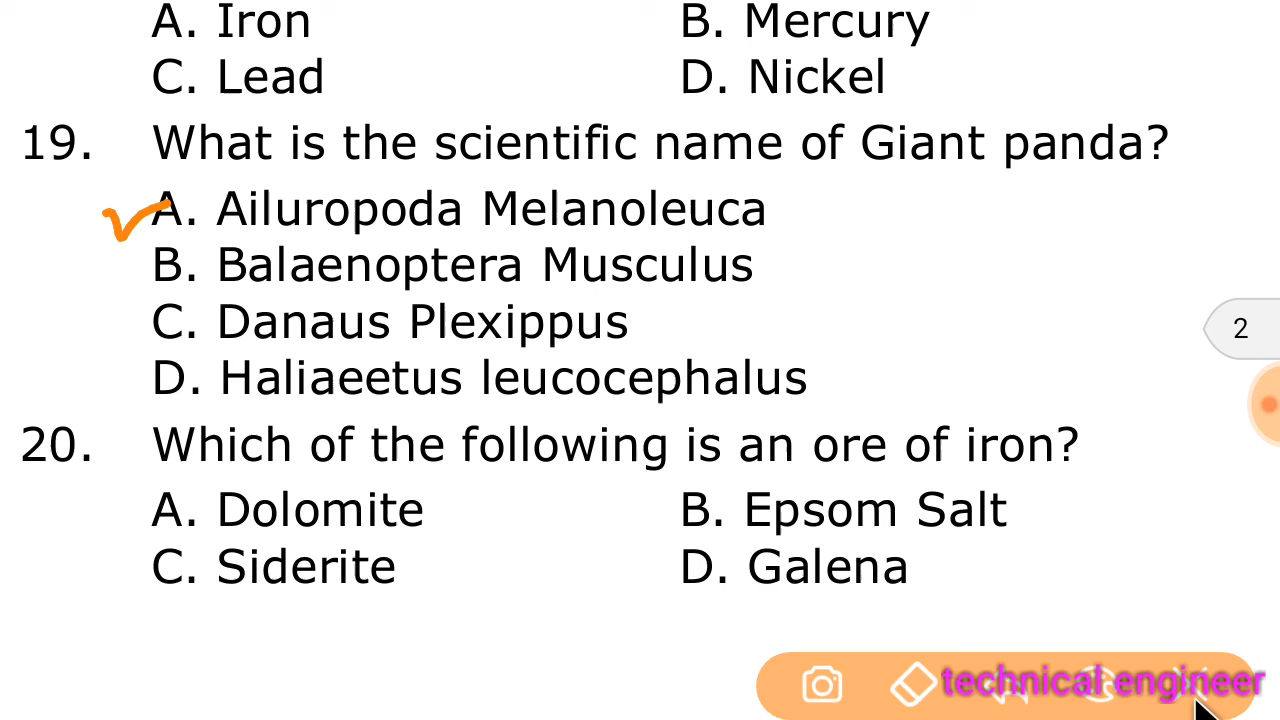 A. Iron B. Mercury
C. Lead D. Nickel
19. What is the scientific name of Giant panda?
A. Ailuropoda Melanoleuca
B. Balaenoptera Musculus
C. Danaus Plexippus
D. Haliaeetus leucocephalus
2
20. Which of the following is an ore of iron?
A. Dolomite B. Epsom Salt
C. Siderite D. Galena
technical engineer